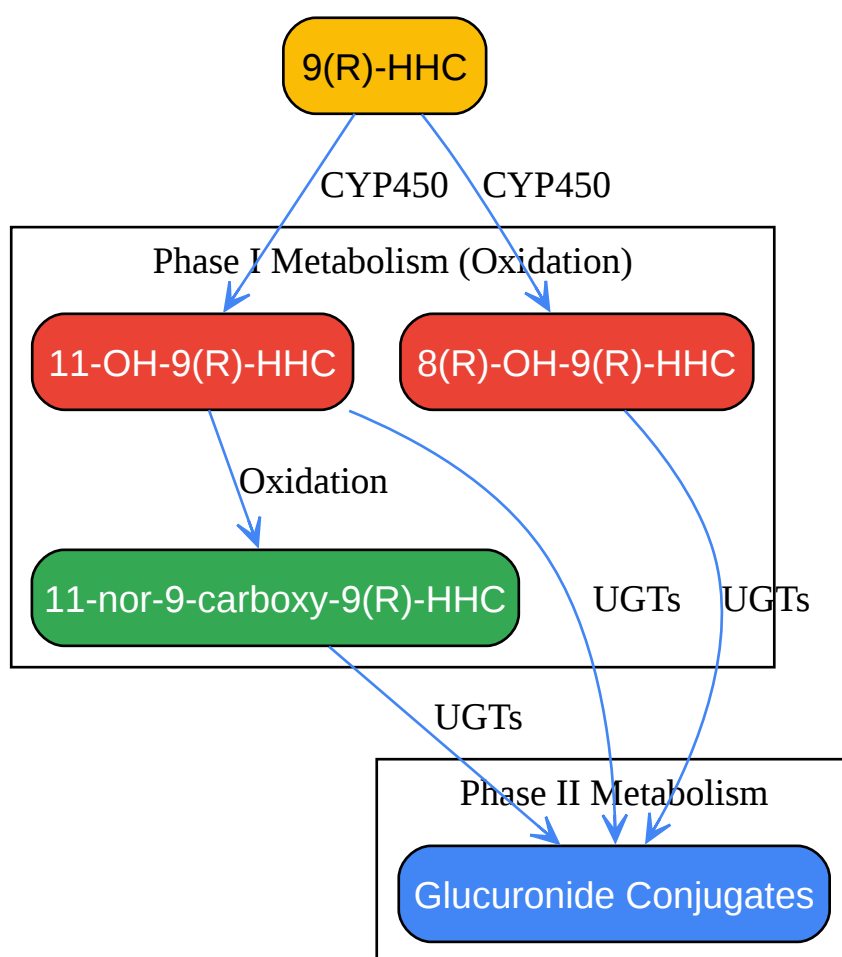 9(R)-HHC
CYP450
CYP450
Phase I Metabolism (Oxidation)
11-OH-9(R)-HHC
8(R)-OH-9(R)-HHC
Oxidation
11-nor-9-carboxy-9(R)-HHC
UGTs
UGTs
UGTs
Phase II Metabolism
Glucuronide Conjugates